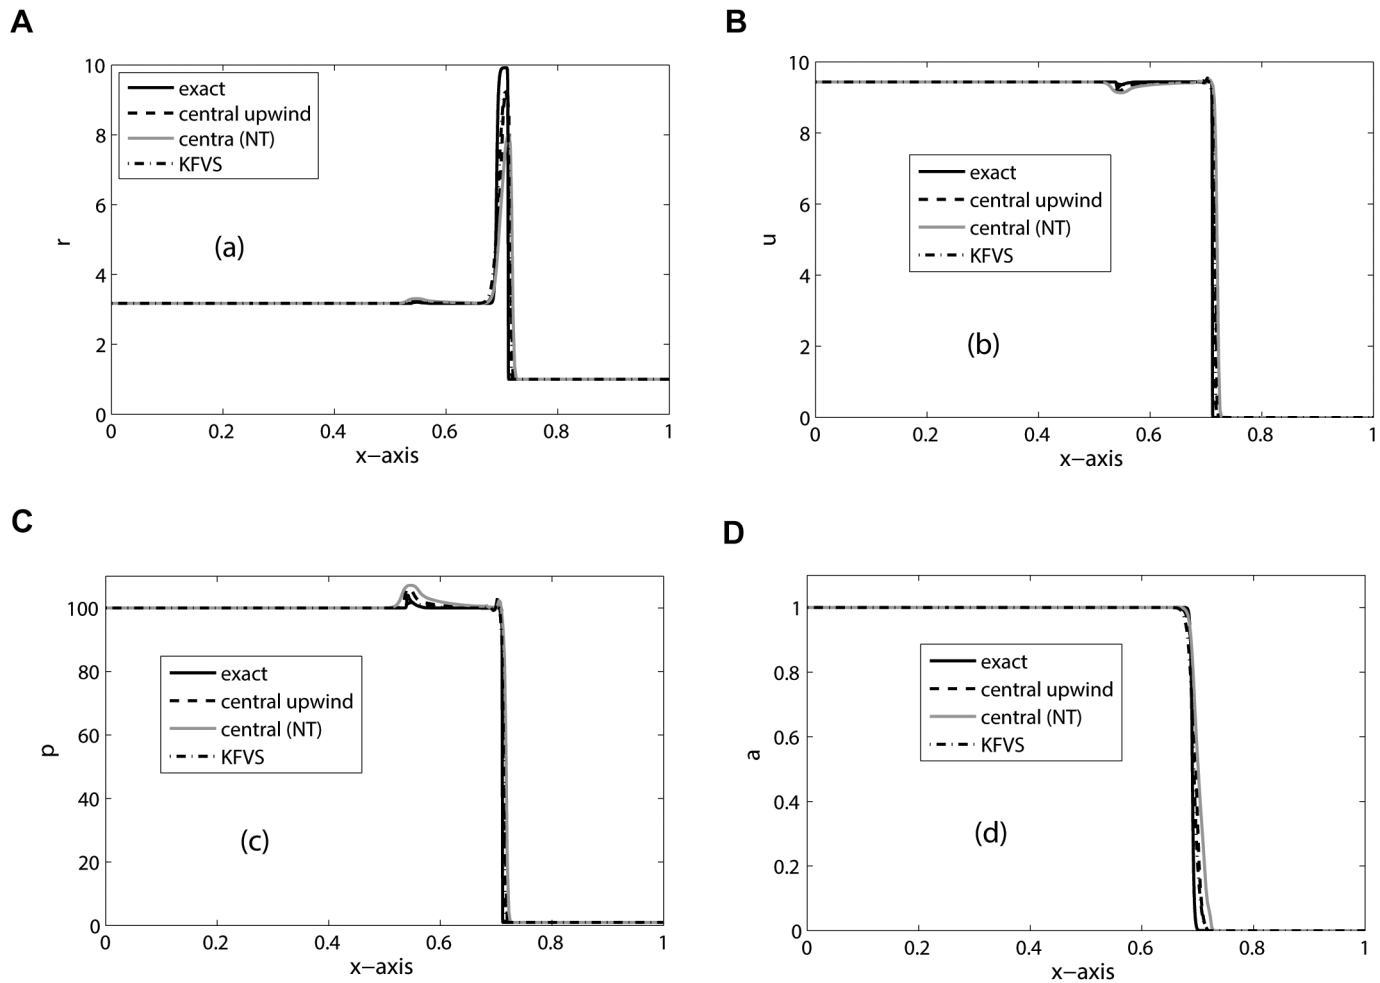 A
10
8
6
4
2
0
r
exact
central upwind
centra (NT)
KFVS
(a)
0
0.2
0.4
0.6
0.8
1
x−axis
B
10
8
6
4
2
0
u
exact
central upwind
central (NT)
KFVS
(b)
0
0.2
0.4
0.6
0.8
1
x−axis
C
100
80
60
40
20
0
p
exact
central upwind
central (NT)
KFVS
(c)
0
0.2
0.4
0.6
0.8
1
x−axis
D
1
0.8
0.6
0.4
0.2
0
a
exact
central upwind
central (NT)
KFVS
(d)
0
0.2
0.4
0.6
0.8
1
x−axis